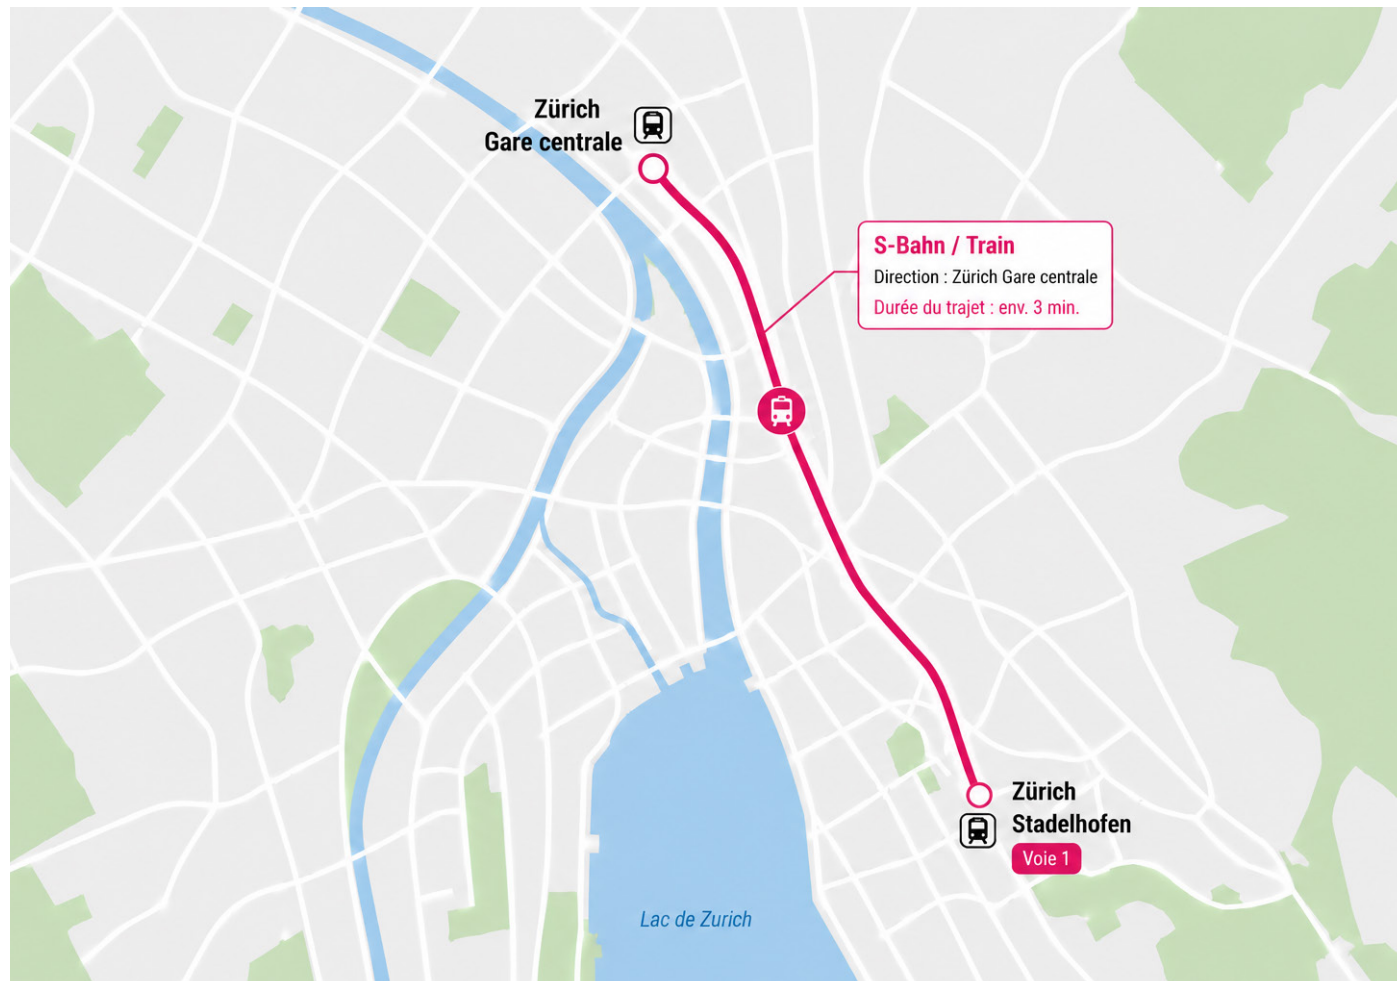 Zürich
Gare centrale
S-Bahn / Train
Direction : Zürich Gare centrale
Durée du trajet : env. 3 min.
Zürich
Stadelhofen
Voie 1
Lac de Zurich